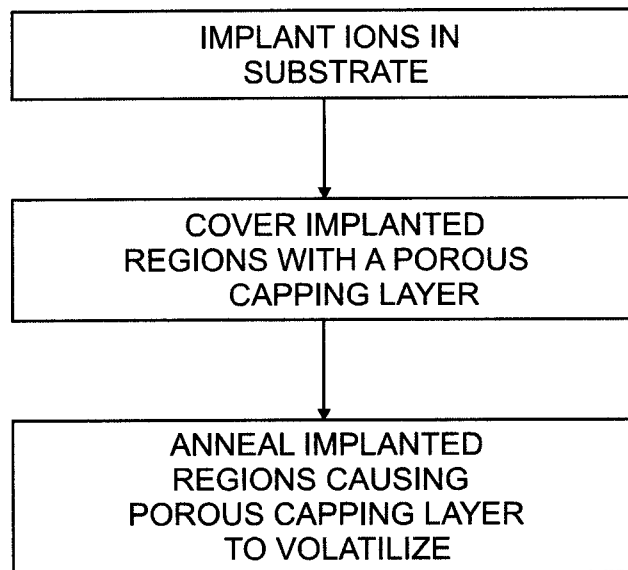 IMPLANT IONS IN
SUBSTRATE
COVER IMPLANTED
REGIONS WITH A POROUS
CAPPING LAYER
ANNEAL IMPLANTED
REGIONS CAUSING
POROUS CAPPING LAYER
TO VOLATILIZE